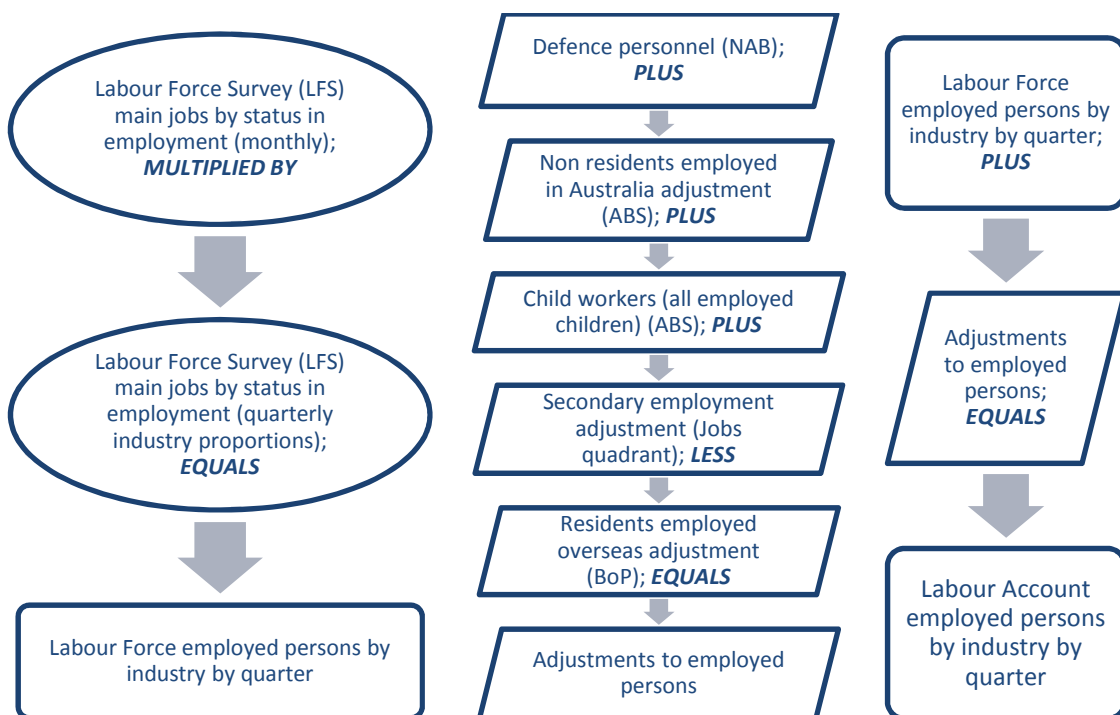 Labour Force Survey (LFS)
main jobs by status in
employment (monthly);
MULTIPLIED BY
Labour Force Survey (LFS)
main jobs by status in
employment (quarterly
industry proportions);
EQUALS
Labour Force employed persons by
industry by quarter
Defence personnel (NAB);
PLUS
Non residents employed
in Australia adjustment
(ABS); PLUS
Child workers (all employed
children) (ABS); PLUS
Secondary employment
adjustment (Jobs
quadrant); LESS
Residents employed
overseas adjustment
(BoP); EQUALS
Adjustments to employed
persons
Labour Force
employed persons by
industry by quarter;
PLUS
Adjustments
to employed
persons;
EQUALS
Labour Account
employed persons
by industry by
quarter